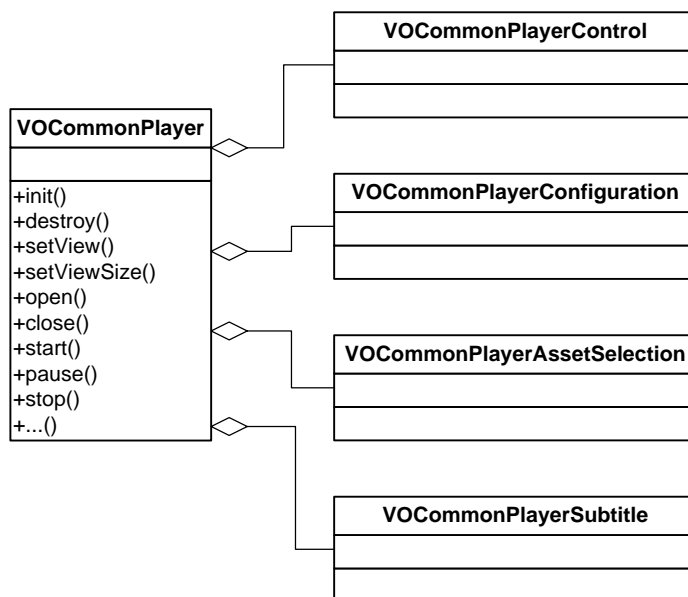 VOCommonPlayerControl
VOCommonPlayer
+init()
+destroy()
+setView()
+setViewSize()
+open()
+close()
+start()
+pause()
+stop()
+...()
VOCommonPlayerConfiguration
VOCommonPlayerAssetSelection
VOCommonPlayerSubtitle